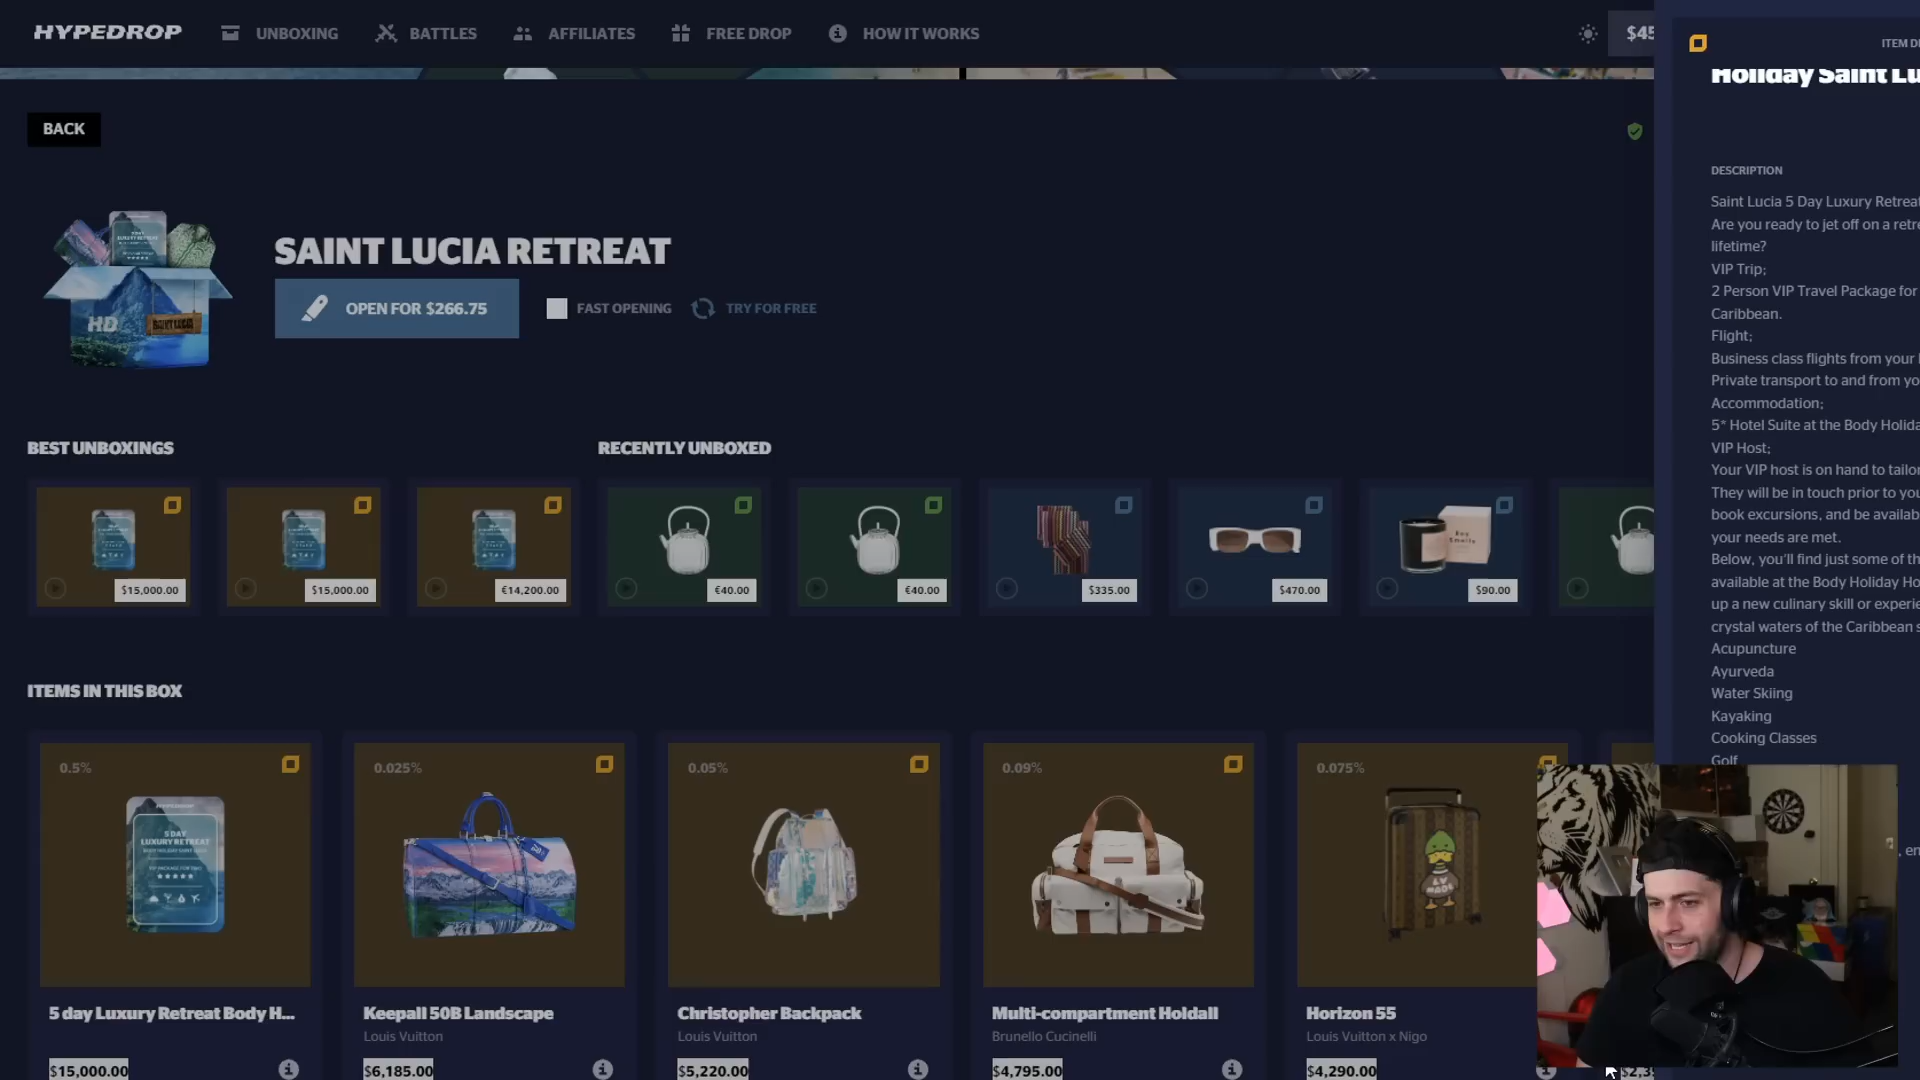 HYPEDROP
UNBOXING
BATTLES
AFFILIATES
FREE DROP
HOW IT WORKS
$45
BACK
SAINT LUCIA RETREAT
OPEN FOR $266.75
FAST OPENING
TRY FOR FREE
HD
SAINT LUCIA
BEST UNBOXINGS
RECENTLY UNBOXED
$15,000.00
$15,000.00
€14,200.00
€40.00
€40.00
$335.00
$470.00
$90.00
ITEMS IN THIS BOX
0.5%
0.025%
0.05%
0.09%
0.075%
HYPEDROP
5 DAY
LUXURY RETREAT
5 day Luxury Retreat Body H...
$15,000.00
Keepall 50B Landscape
Louis Vuitton
$6,185.00
Christopher Backpack
Louis Vuitton
$5,220.00
Multi-compartment Holdall
Brunello Cucinelli
$4,795.00
Horizon 55
Louis Vuitton x Nigo
$4,290.00
ITEM
Holiday Saint Lu
DESCRIPTION
Saint Lucia 5 Day Luxury Retreat
Are you ready to jet off on a retre
lifetime?
VIP Trip;
2 Person VIP Travel Package for
Caribbean.
Flight;
Business class flights from your
Private transport to and from yo
Accommodation;
5* Hotel Suite at the Body Holida
VIP Host;
Your VIP host is on hand to tailor
They will be in touch prior to you
book excursions, and be availab
your needs are met.
Below, you'll find just some of th
available at the Body Holiday Ho
up a new culinary skill or experie
crystal waters of the Caribbean s
Acupuncture
Ayurveda
Water Skiing
Kayaking
Cooking Classes
Golf
, en